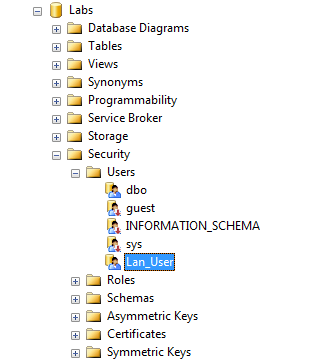 Labs
Database Diagrams
Tables
Views
Synonyms
Programmability
Service Broker
Storage
Security
Users
dbo
guest
INFORMATION_SCHEMA
sys
Lan_User
Roles
Schemas
Asymmetric Keys
Certificates
Symmetric Keys